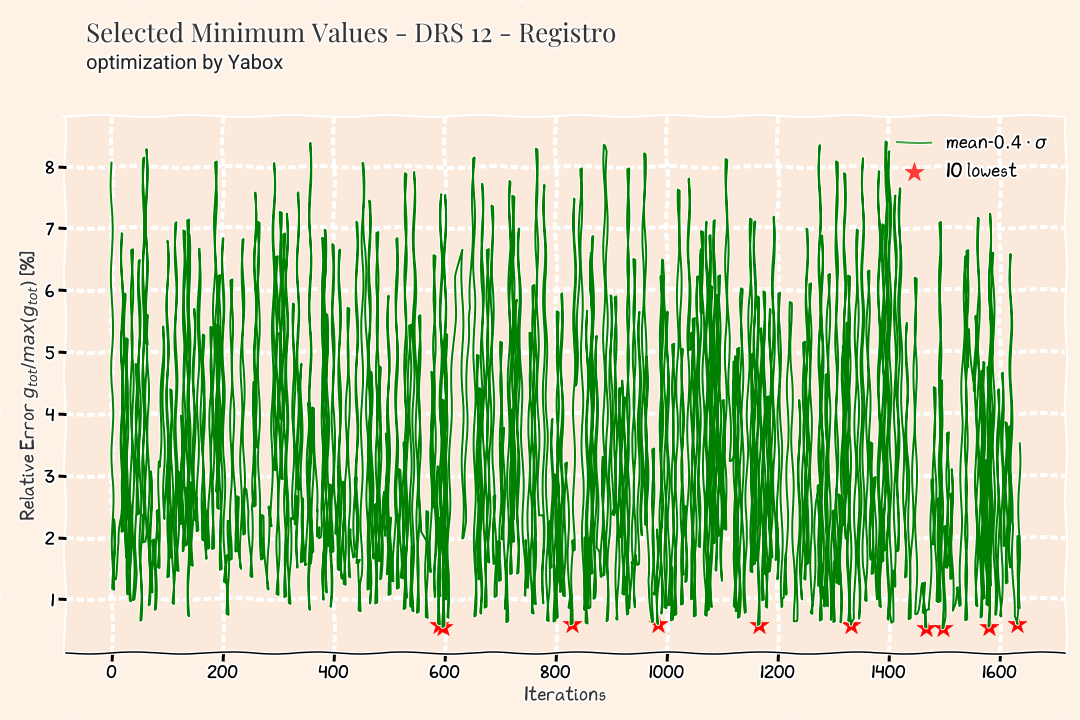 Selected Minimum Values - DRS 12 - Registro
optimization by Yabox
mean-0.4 · σ
10 lowest
Relative Error g_tot/max(g_tot) [%]
8
7
6
5
4
3
2
1
0 200 400 600 800 1000 1200 1400 1600
Iterations